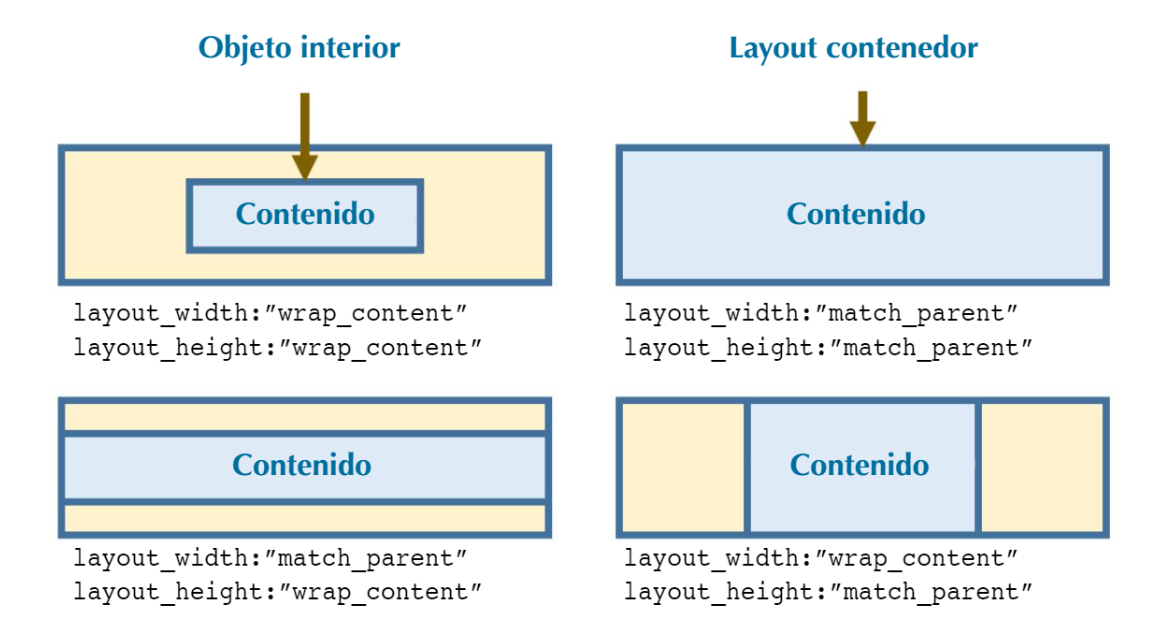 Objeto interior
Layout contenedor
Contenido
Contenido
layout_width:"wrap_content"
layout_height:"wrap_content"
layout_width:"match_parent"
layout_height:"match_parent"
Contenido
Contenido
layout_width:"match_parent"
layout_height:"wrap_content"
layout_width:"wrap_content"
layout_height:"match_parent"